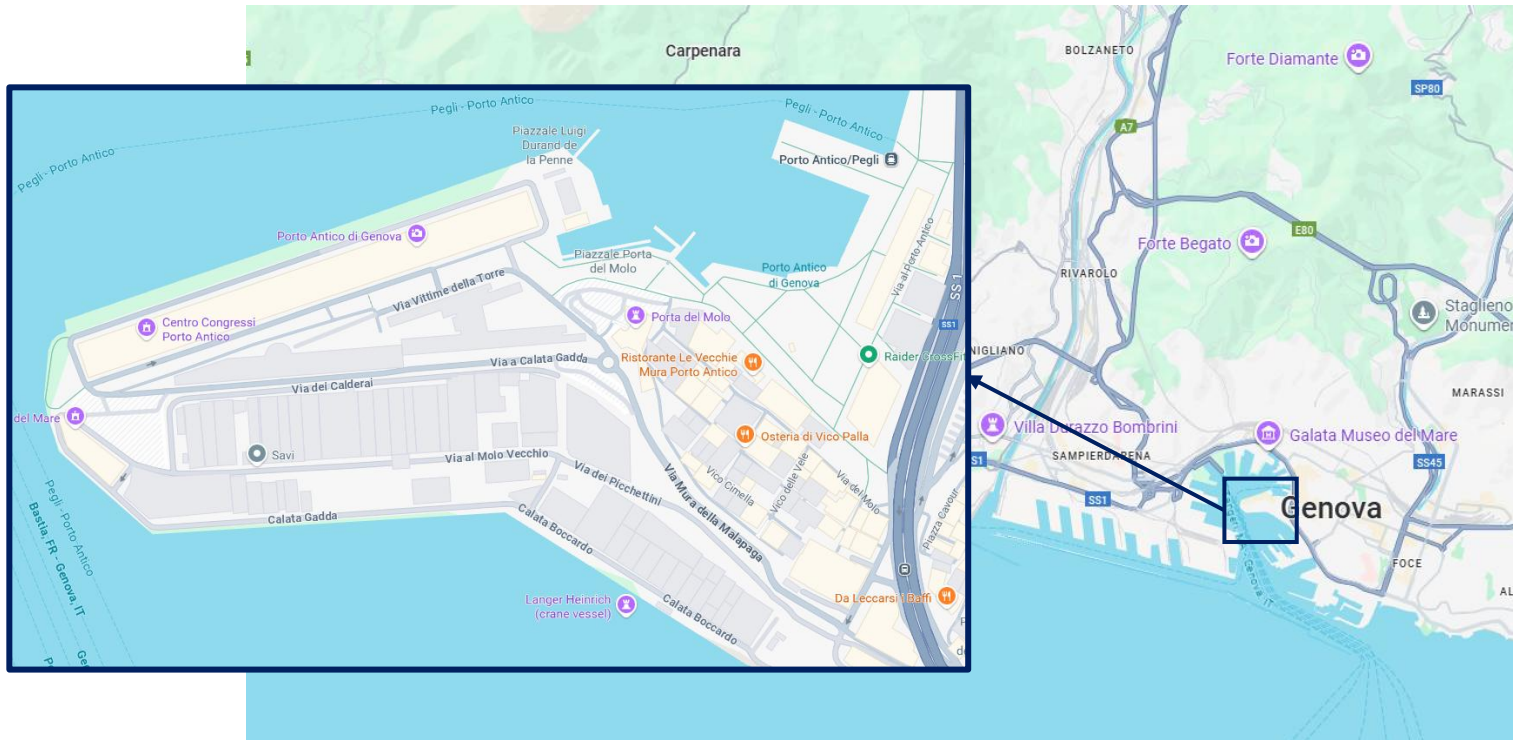 Carpenara
BOLZANETO
Forte Diamante
SP80
A7
E80
Forte Begato
RIVAROLO
Staglieno
Monumer
NIGLIANO
MARASSI
Villa Durazzo Bombrini
Galata Museo del Mare
SAMPIERDARENA
S1
SS45
SS1
Genova
FOCE
AL
Genova, IT
Pegli - Porto Antico
Pegli - Porto Antico
Pegli - Porto Antico
Piazzale Luigi
Durand de
la Penne
Porto Antico/Pegli
Porto Antico di Genova
Piazzale Porta
del Molo
Porto Antico
di Genova
Via al Porto Antico
SS 1
Via Vittime della Torre
Centro Congressi
Porto Antico
Porta del Molo
SS1
Via a Calata Gadda
Ristorante Le Vecchie
Mura Porto Antico
Raider CrossFit
Via dei Calderai
del Mare
Osteria di Vico Palla
Savi
Via al Molo Vecchio
Via dei Picchettini
Vico Cimella
Vico delle Vele
Via del Molo
Via Mura della Malapaga
Piazza Cavour
Calata Gadda
Calata Boccardo
Pegli - Porto Antico
Bastia, FR - Genova, IT
Langer Heinrich
(crane vessel)
Calata Boccardo
Da Leccarsi i Baffi